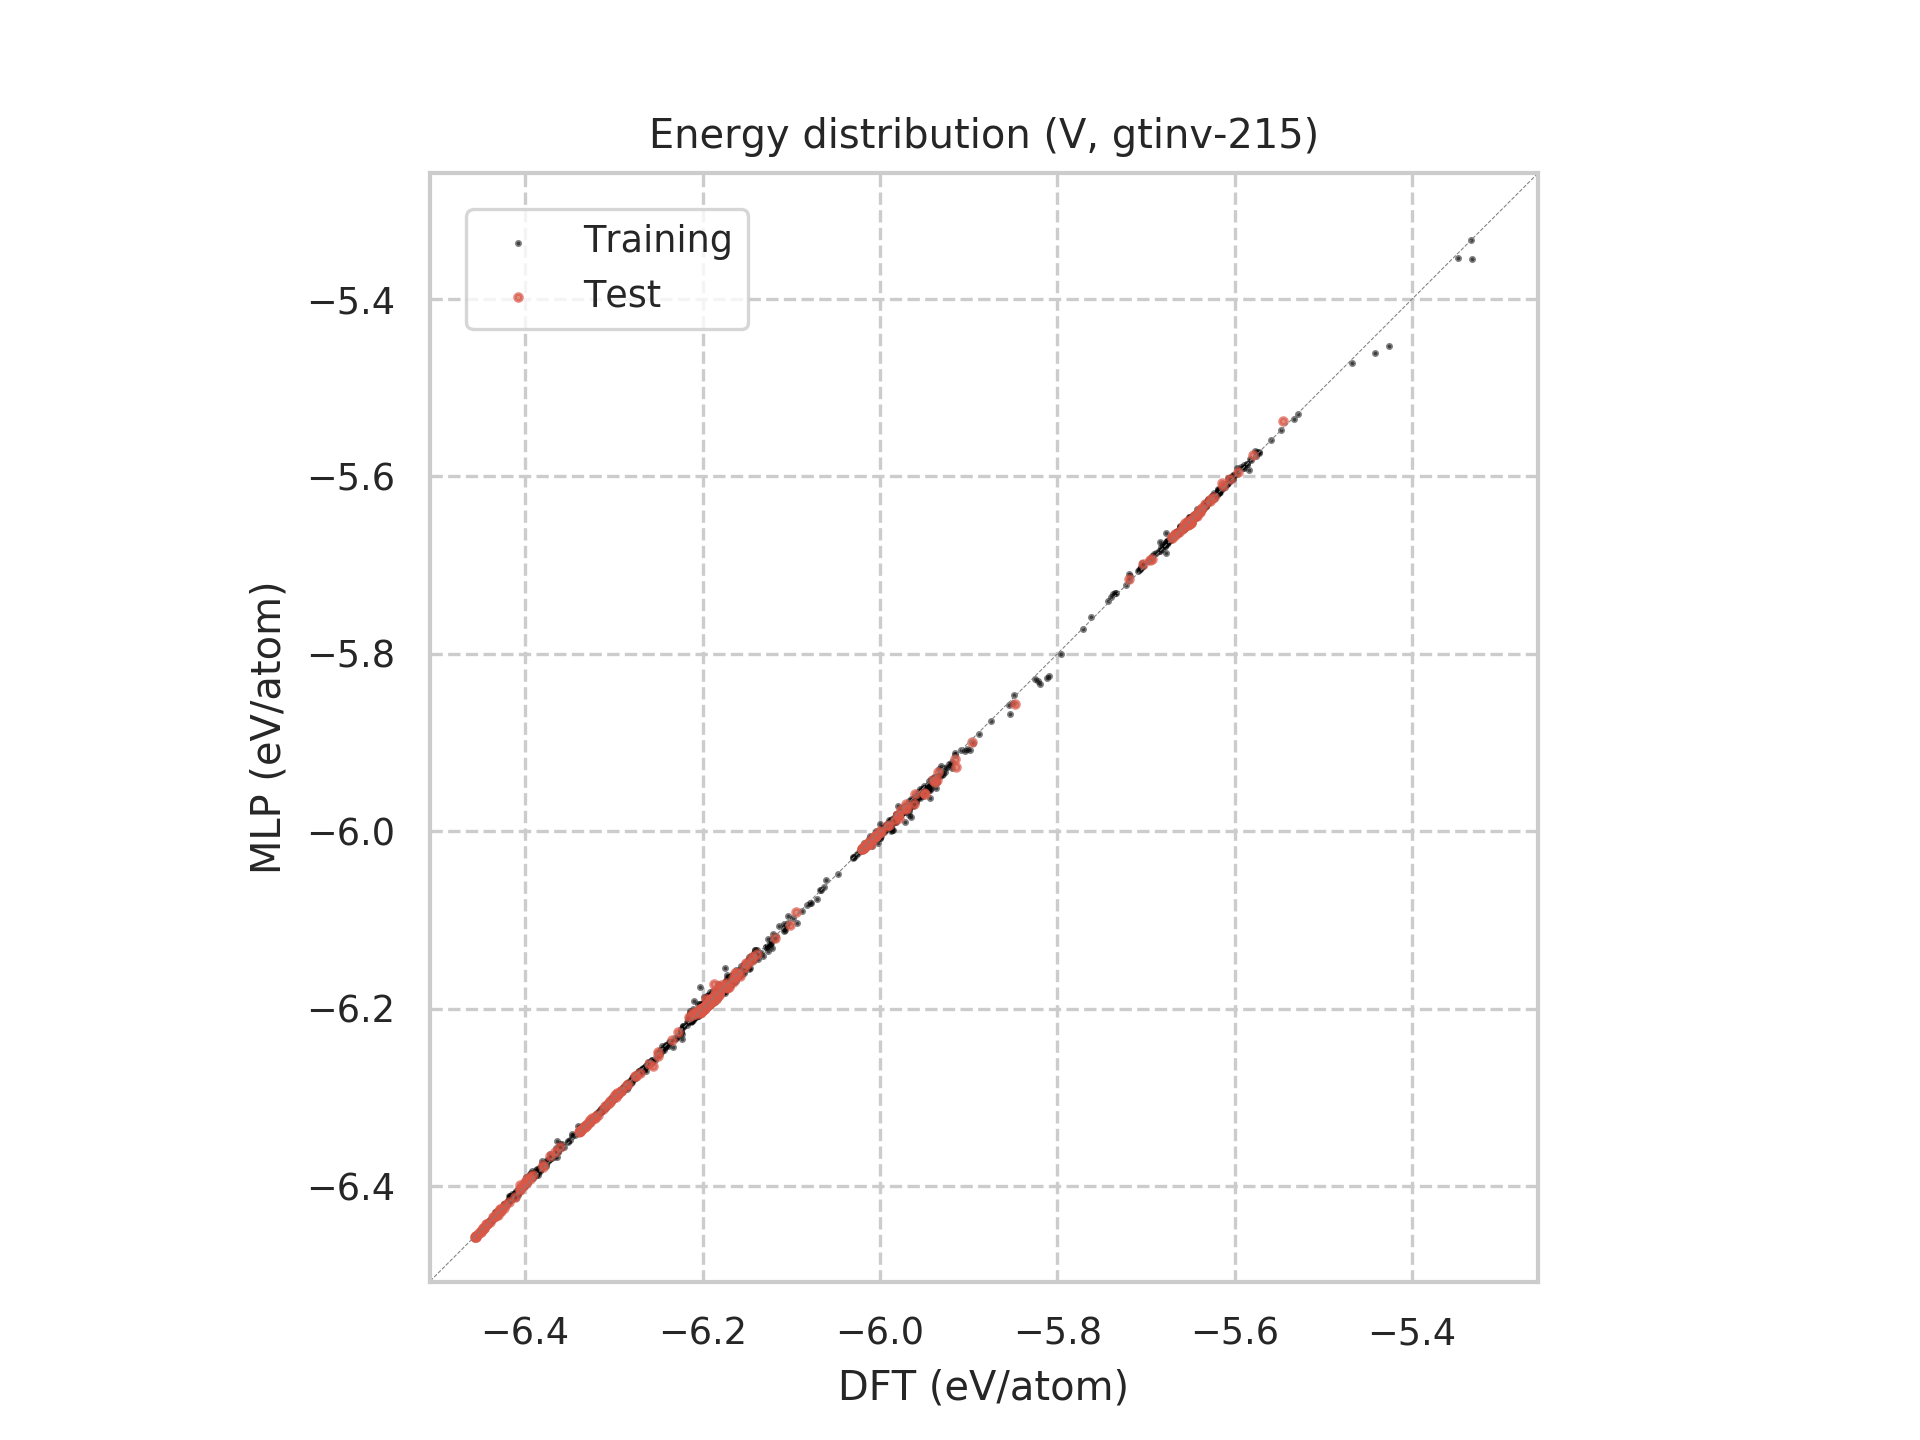 Energy distribution (V, gtinv-215)
Training
Test
−5.4
−5.6
−5.8
−6.0
−6.2
−6.4
MLP (eV/atom)
−6.4
−6.2
−6.0
−5.8
−5.6
−5.4
DFT (eV/atom)